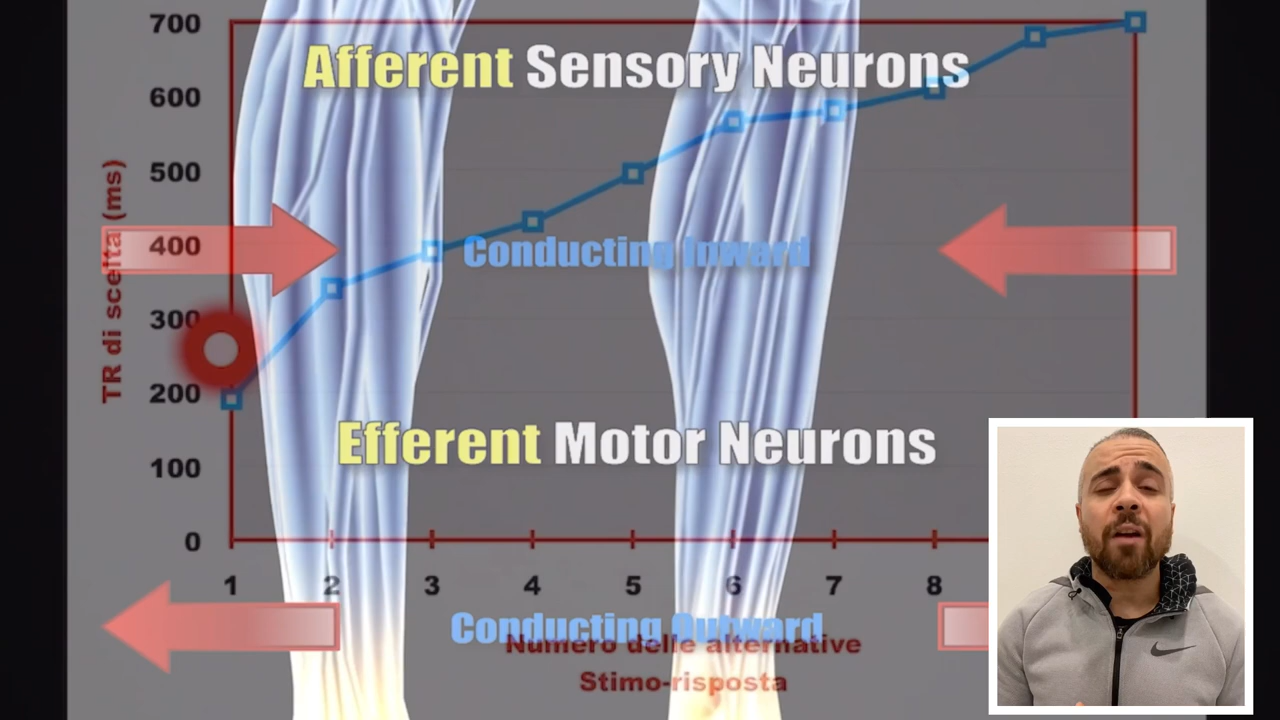 700
Afferent Sensory Neurons
600
500
TR di scelta (ms)
400
Conducting Inward
300
200
Efferent Motor Neurons
100
0
1 2 3 4 5 6 7 8
Conducting Outward
Numero delle alternative
Stimo-risposta